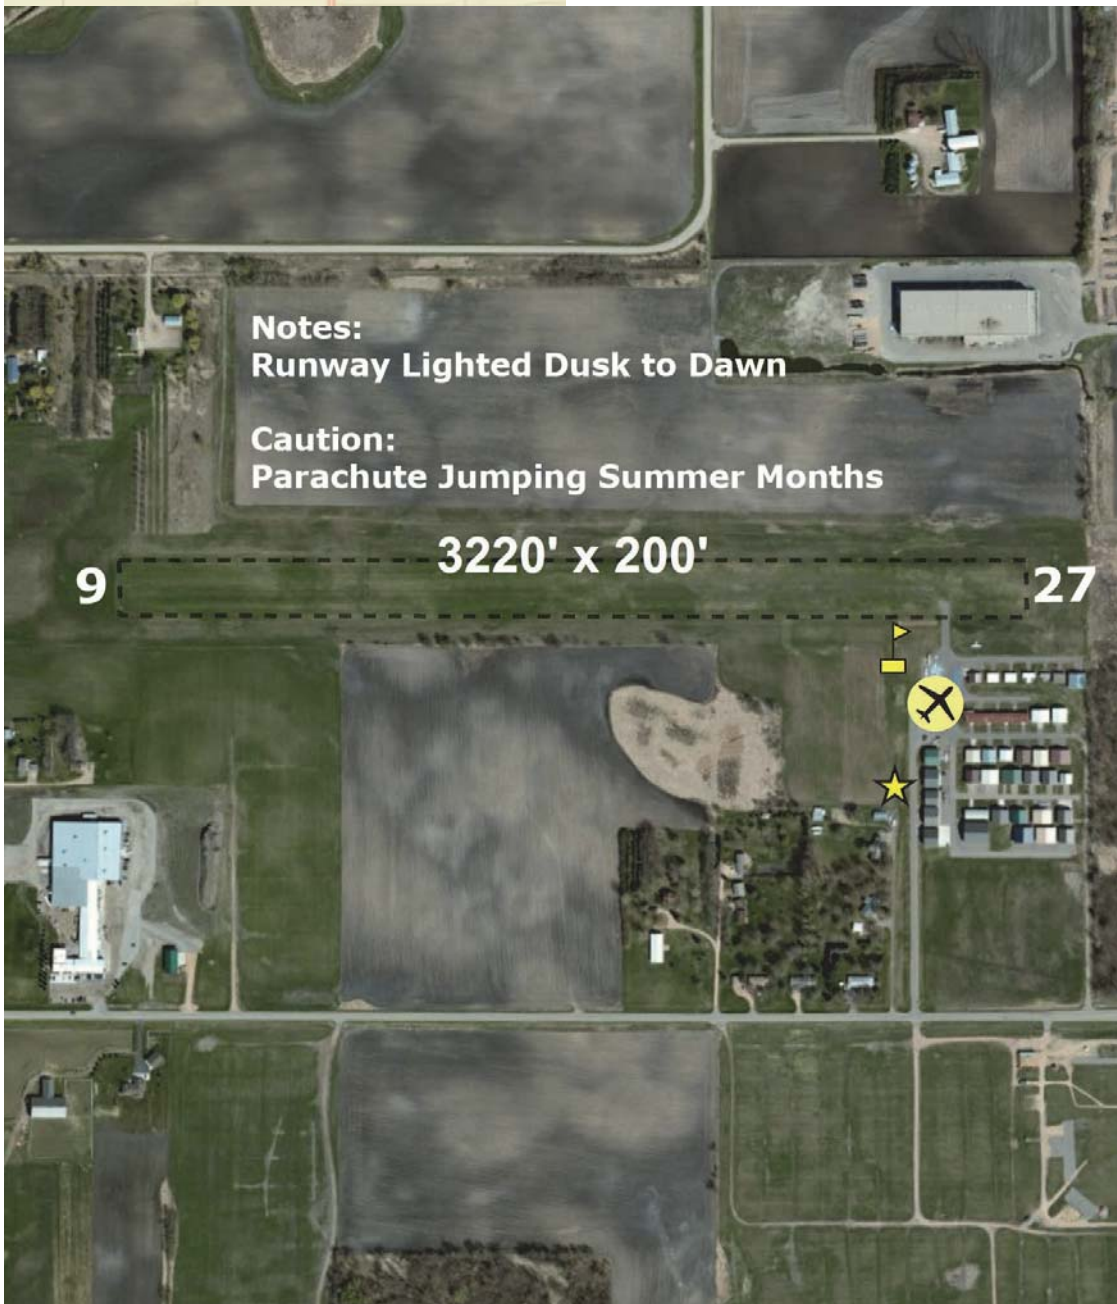 Notes:
Runway Lighted Dusk to Dawn
Caution:
Parachute Jumping Summer Months
3220' x 200'
9
27